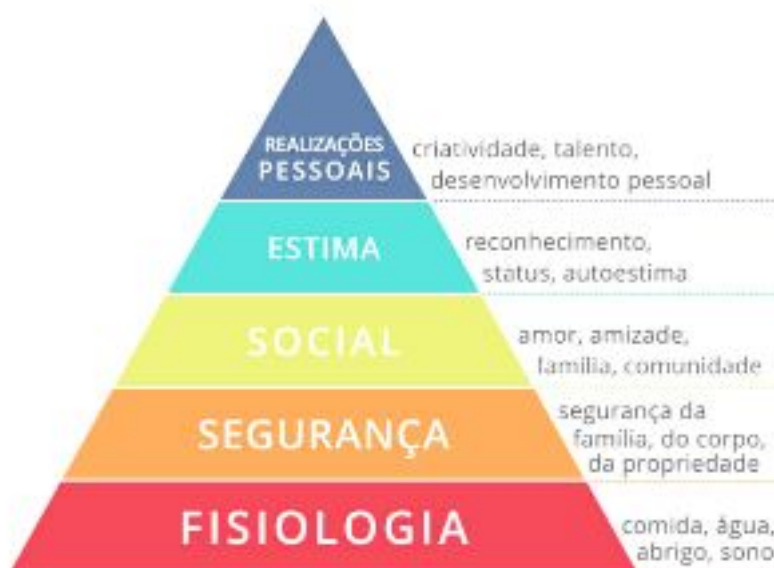 REALIZAÇÕES
PESSOAIS
criatividade, talento,
desenvolvimento pessoal
ESTIMA
reconhecimento,
status, autoestima
SOCIAL
amor, amizade,
família, comunidade
SEGURANÇA
segurança da
família, do corpo,
da propriedade
FISIOLOGIA
comida, água,
abrigo, sono